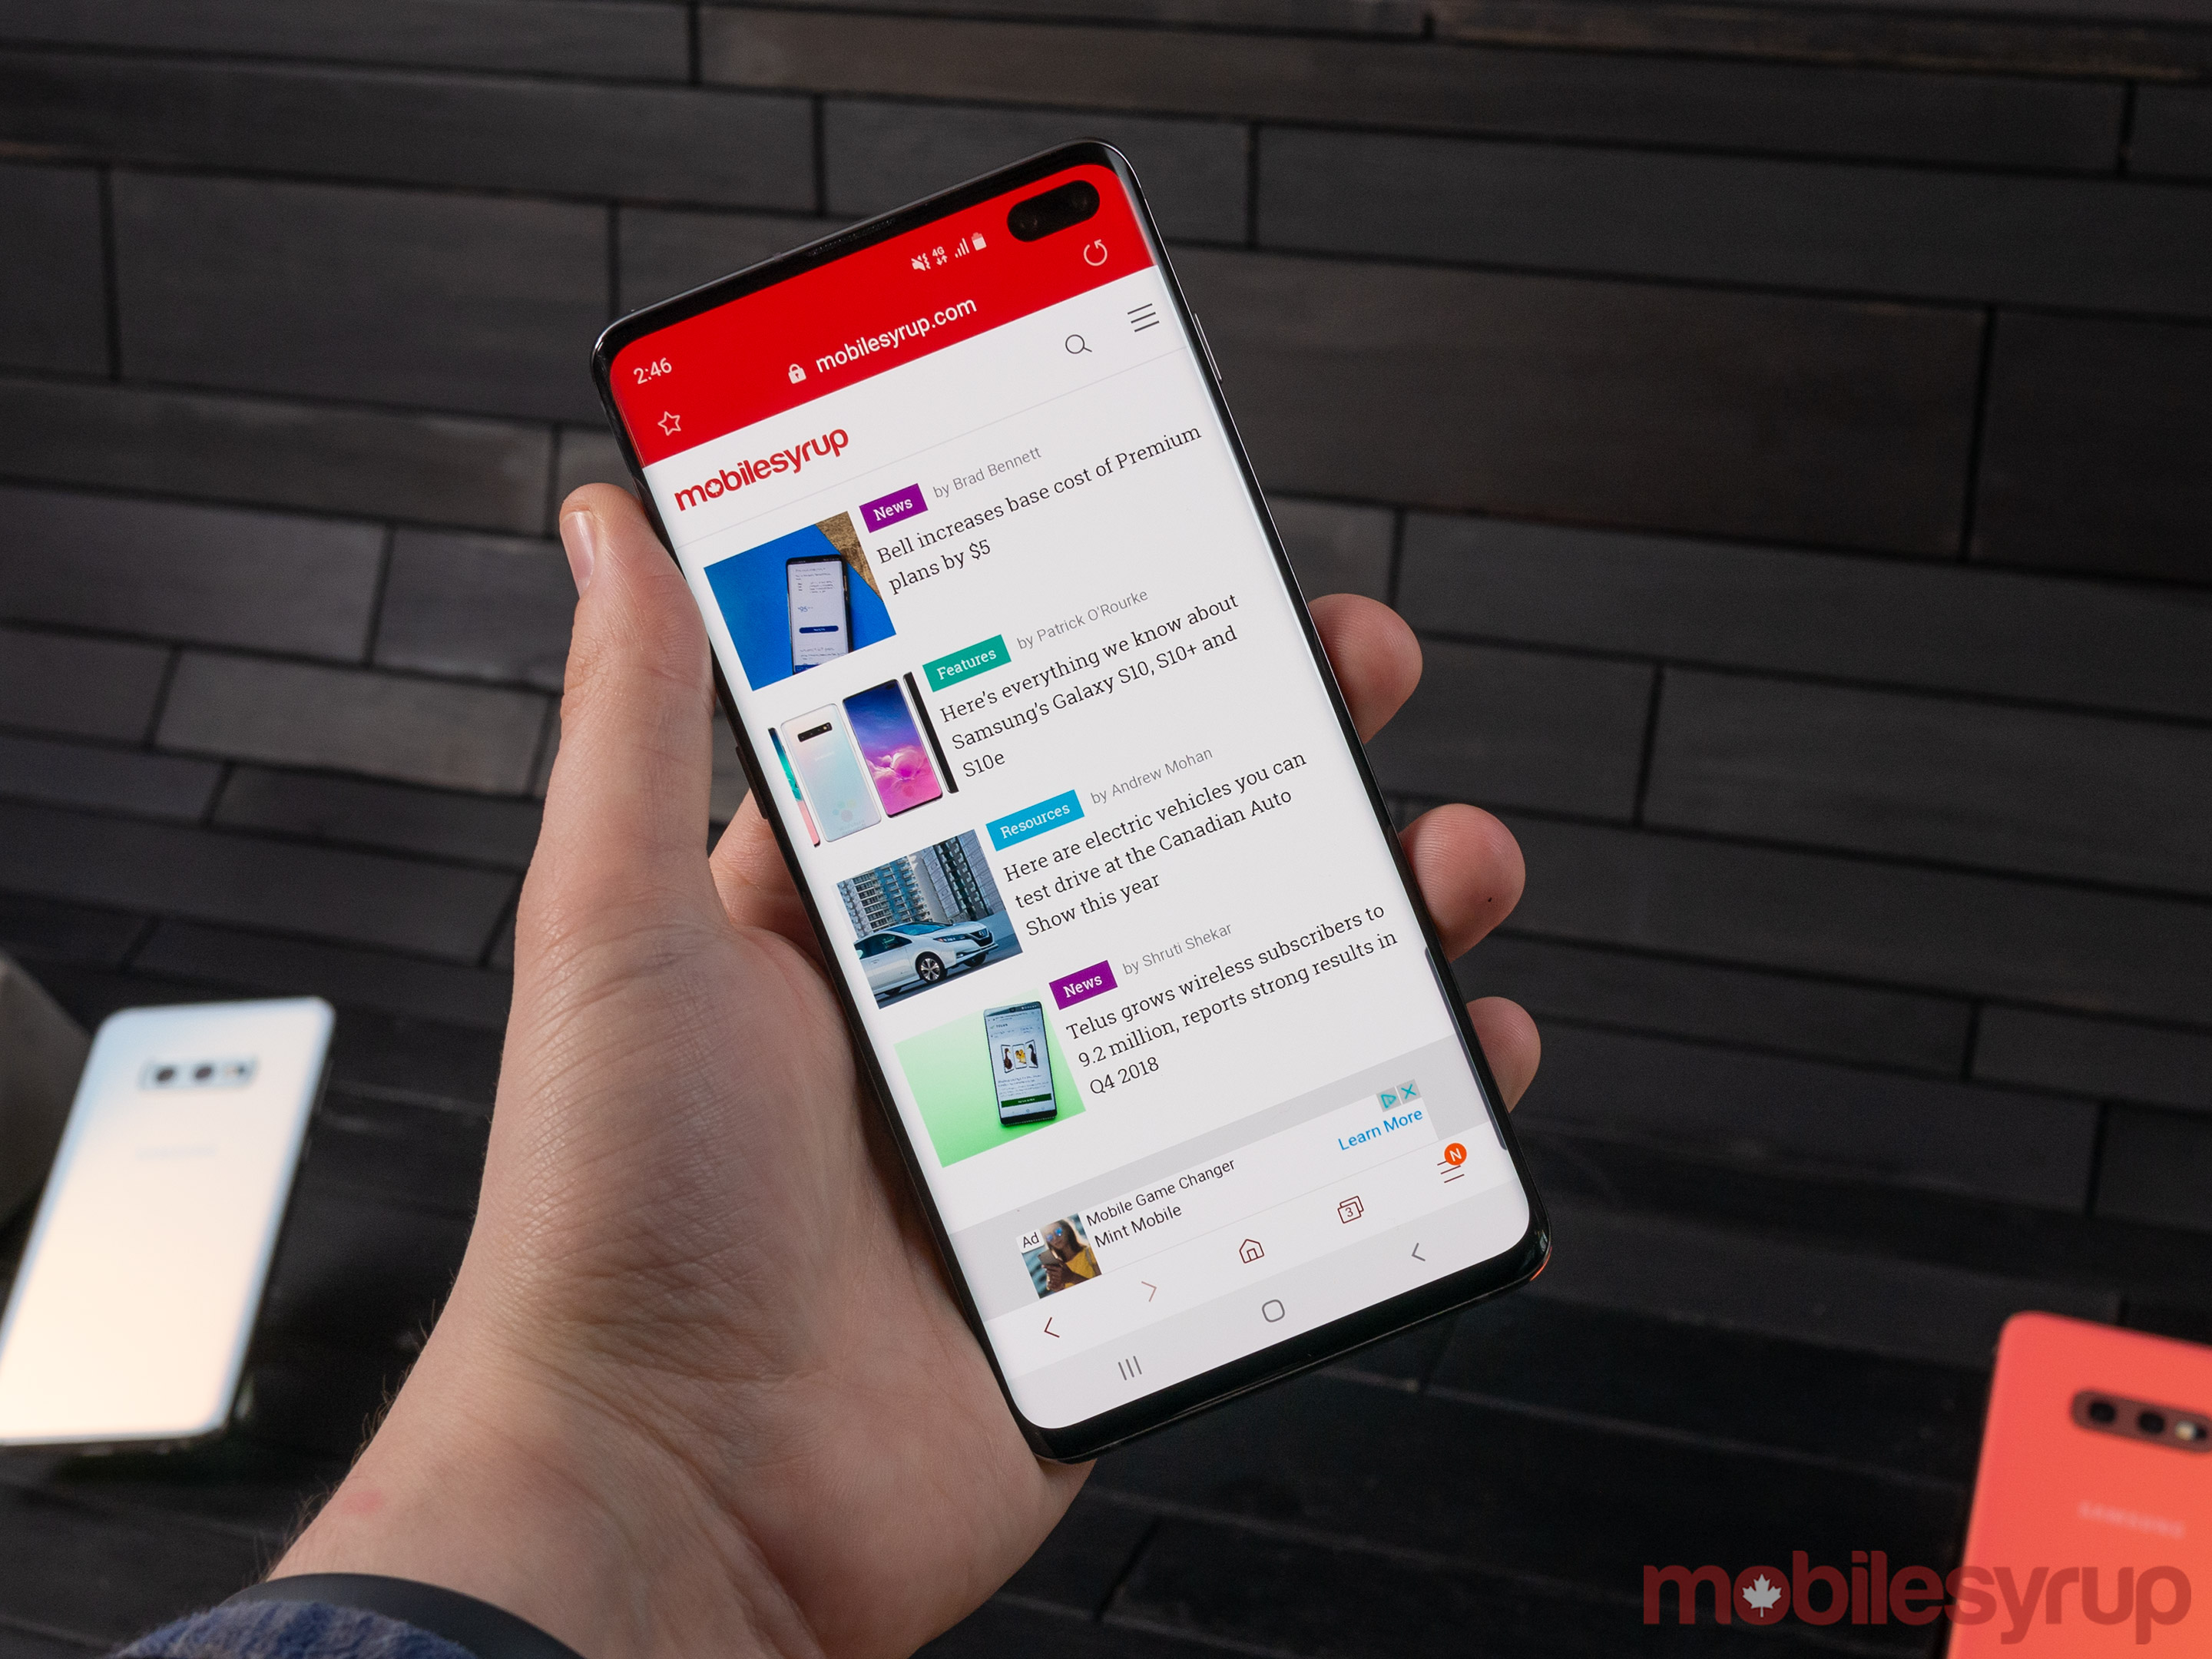 2:46
4G
mobilesyrup.com
mobilesyrup
News
by Brad Bennett
Bell increases base cost of Premium
plans by $5
Features
by Patrick O'Rourke
Here's everything we know about
Samsung's Galaxy S10, S10+ and
S10e
Resources
by Andrew Mohan
Here are electric vehicles you can
test drive at the Canadian Auto
Show this year
News
by Shruti Shekar
Telus grows wireless subscribers to
9.2 million, reports strong results in
Q4 2018
Ad
Mobile Game Changer
Mint Mobile
Learn More
N
3
SAMSUNG
mobilesyrup